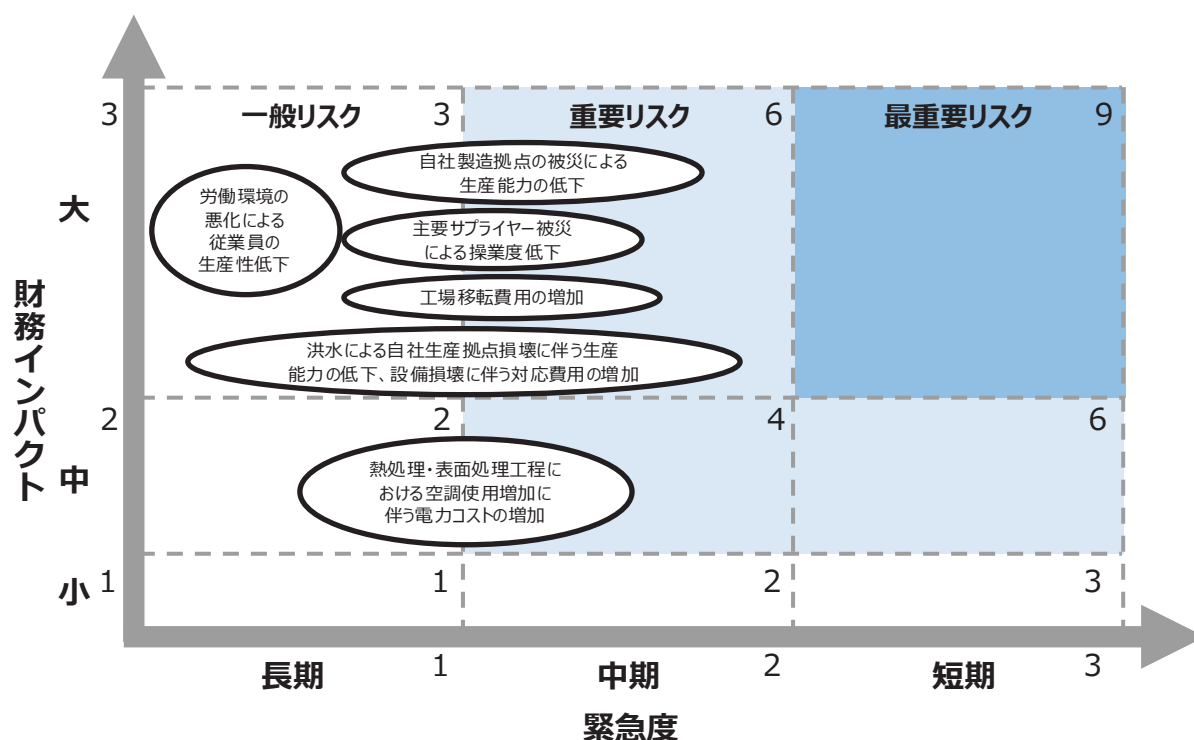 3
一般リスク
3
重要リスク
6
最重要リスク
9
自社製造拠点の被災による
生産能力の低下
労働環境の
悪化による
従業員の
生産性低下
主要サプライヤー被災
による操業度低下
工場移転費用の増加
洪水による自社生産拠点損壊に伴う生産
能力の低下、設備損壊に伴う対応費用の増加
大
財務インパクト
2
2
4
6
中
熱処理・表面処理工程に
おける空調使用増加に
伴う電力コストの増加
小
1
1
2
3
長期
1
中期
2
短期
3
緊急度